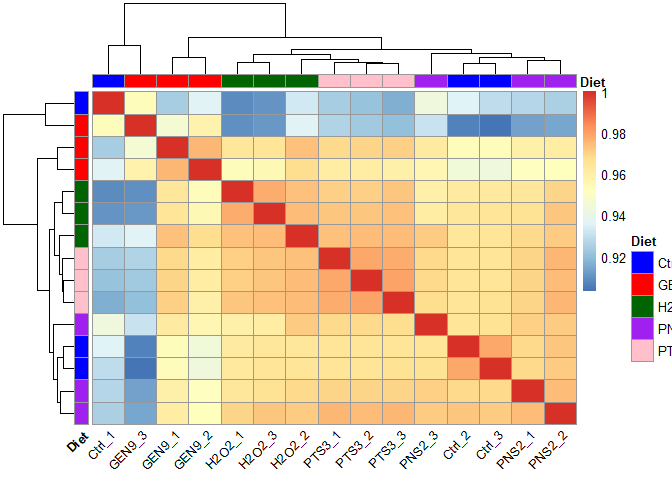 Diet
1
0.98
0.96
0.94
0.92
Diet
Ct
GE
H2
PN
PT
Diet
Ctrl_1
GEN9_3
GEN9_1
GEN9_2
H2O2_1
H2O2_3
H2O2_2
PTS3_1
PTS3_2
PTS3_3
PNS2_3
Ctrl_2
Ctrl_3
PNS2_1
PNS2_2